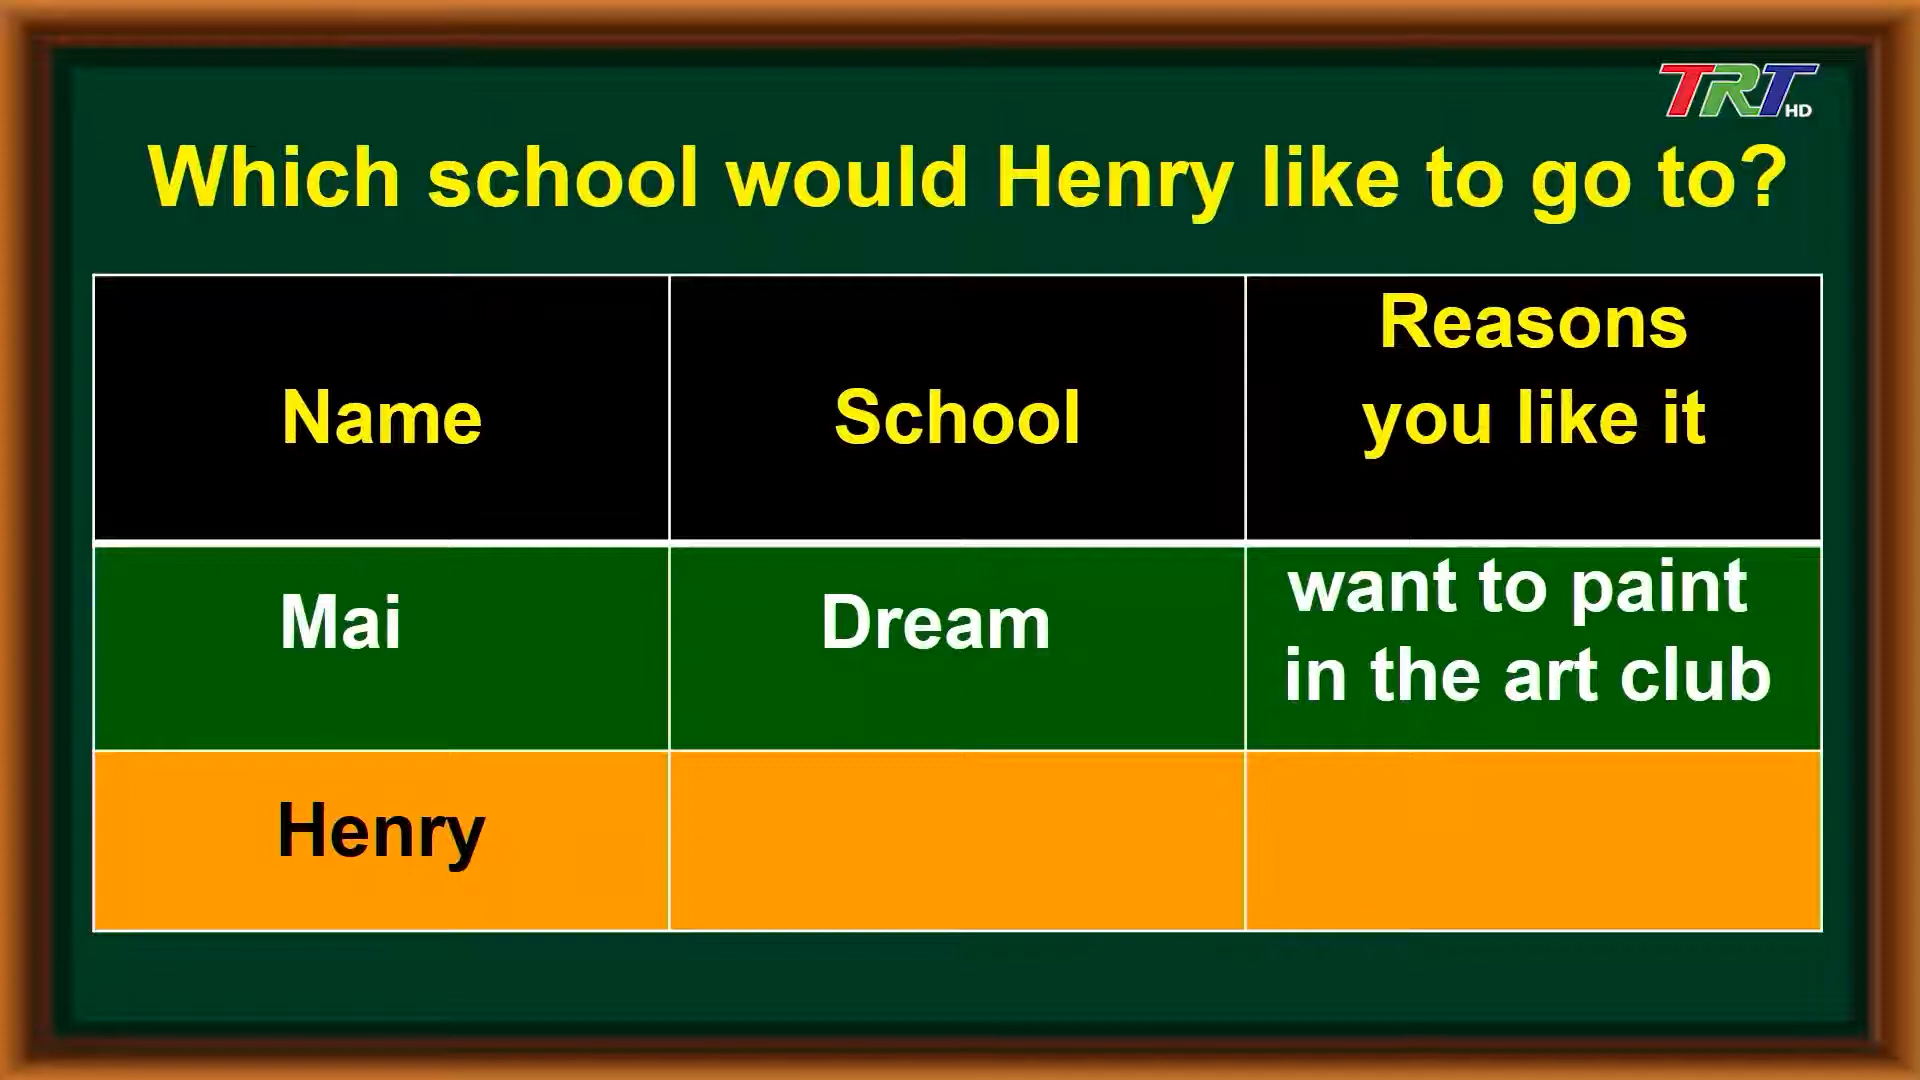 TRT HD
Which school would Henry like to go to?
Name
School
Reasons
you like it
Mai
Dream
want to paint
in the art club
Henry